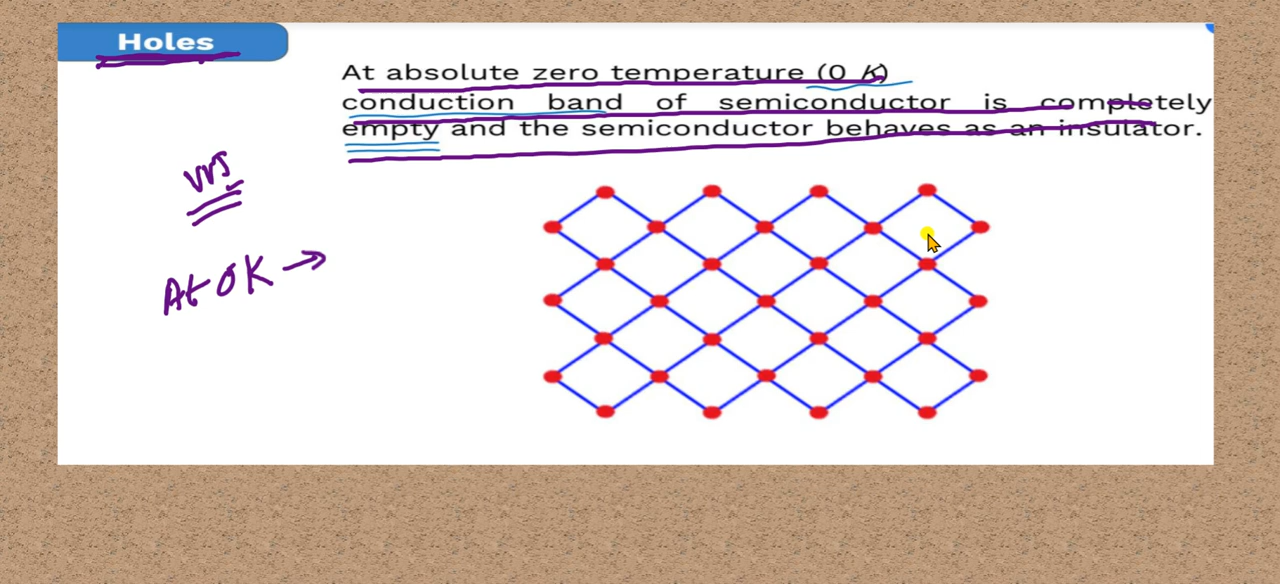 Holes
At absolute zero temperature (0 K)
conduction band of semiconductor is completely
empty and the semiconductor behaves as an insulator.
At 0K →